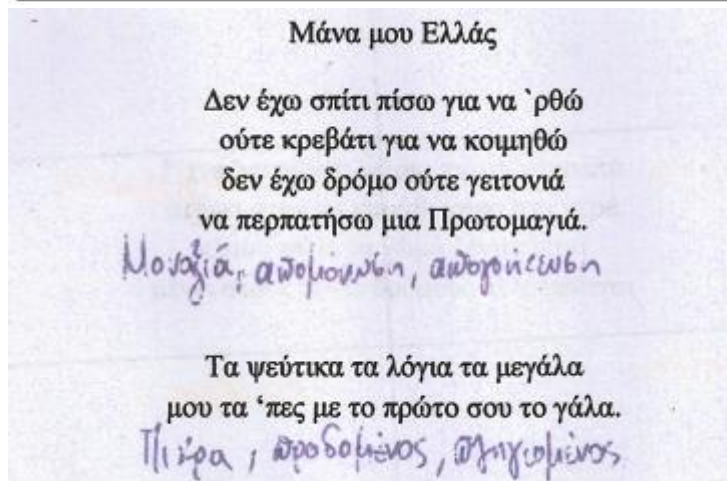 Μάνα μου Ελλάς
Δεν έχω σπίτι πίσω για να `ρθώ
ούτε κρεβάτι για να κοιμηθώ
δεν έχω δρόμο ούτε γειτονιά
να περπατήσω μια Πρωτομαγιά.
Μοναξιά, απομόνωση, απογοήτευση
Τα ψεύτικα τα λόγια τα μεγάλα
μου τα ‘πες με το πρώτο σου το γάλα.
Πίκρα, προδομένος, πληγωμένος